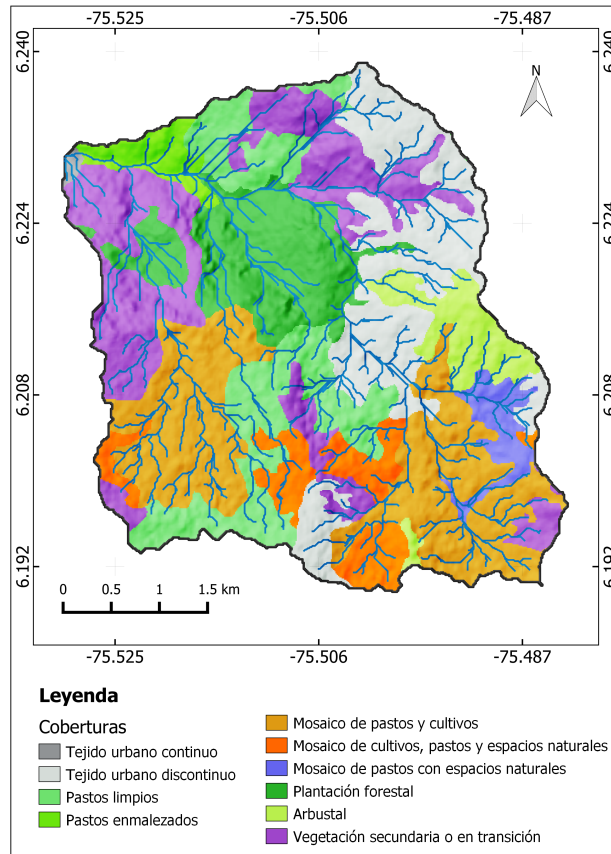 -75.525 -75.506 -75.487
6.240 6.240
N
6.224 6.224
6.208 6.208
6.192 6.192
0 0.5 1 1.5 km
-75.525 -75.506 -75.487
Leyenda
Coberturas
Tejido urbano continuo
Tejido urbano discontinuo
Pastos limpios
Pastos enmalezados
Mosaico de pastos y cultivos
Mosaico de cultivos, pastos y espacios naturales
Mosaico de pastos con espacios naturales
Plantación forestal
Arbustal
Vegetación secundaria o en transición